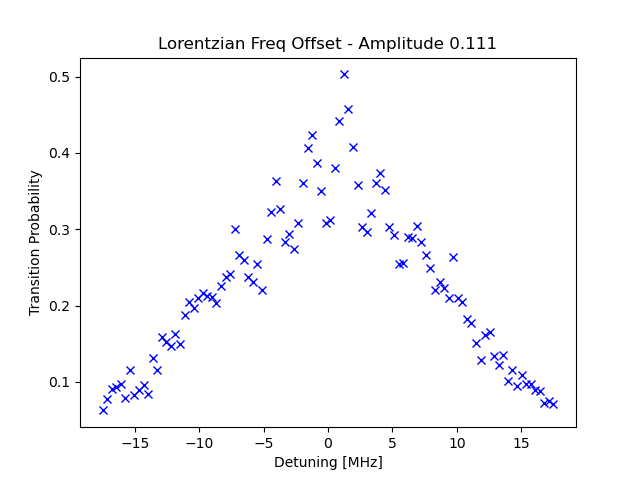 Lorentzian Freq Offset - Amplitude 0.111
Transition Probability
0.5
0.4
0.3
0.2
0.1
−15 −10 −5 0 5 10 15
Detuning [MHz]